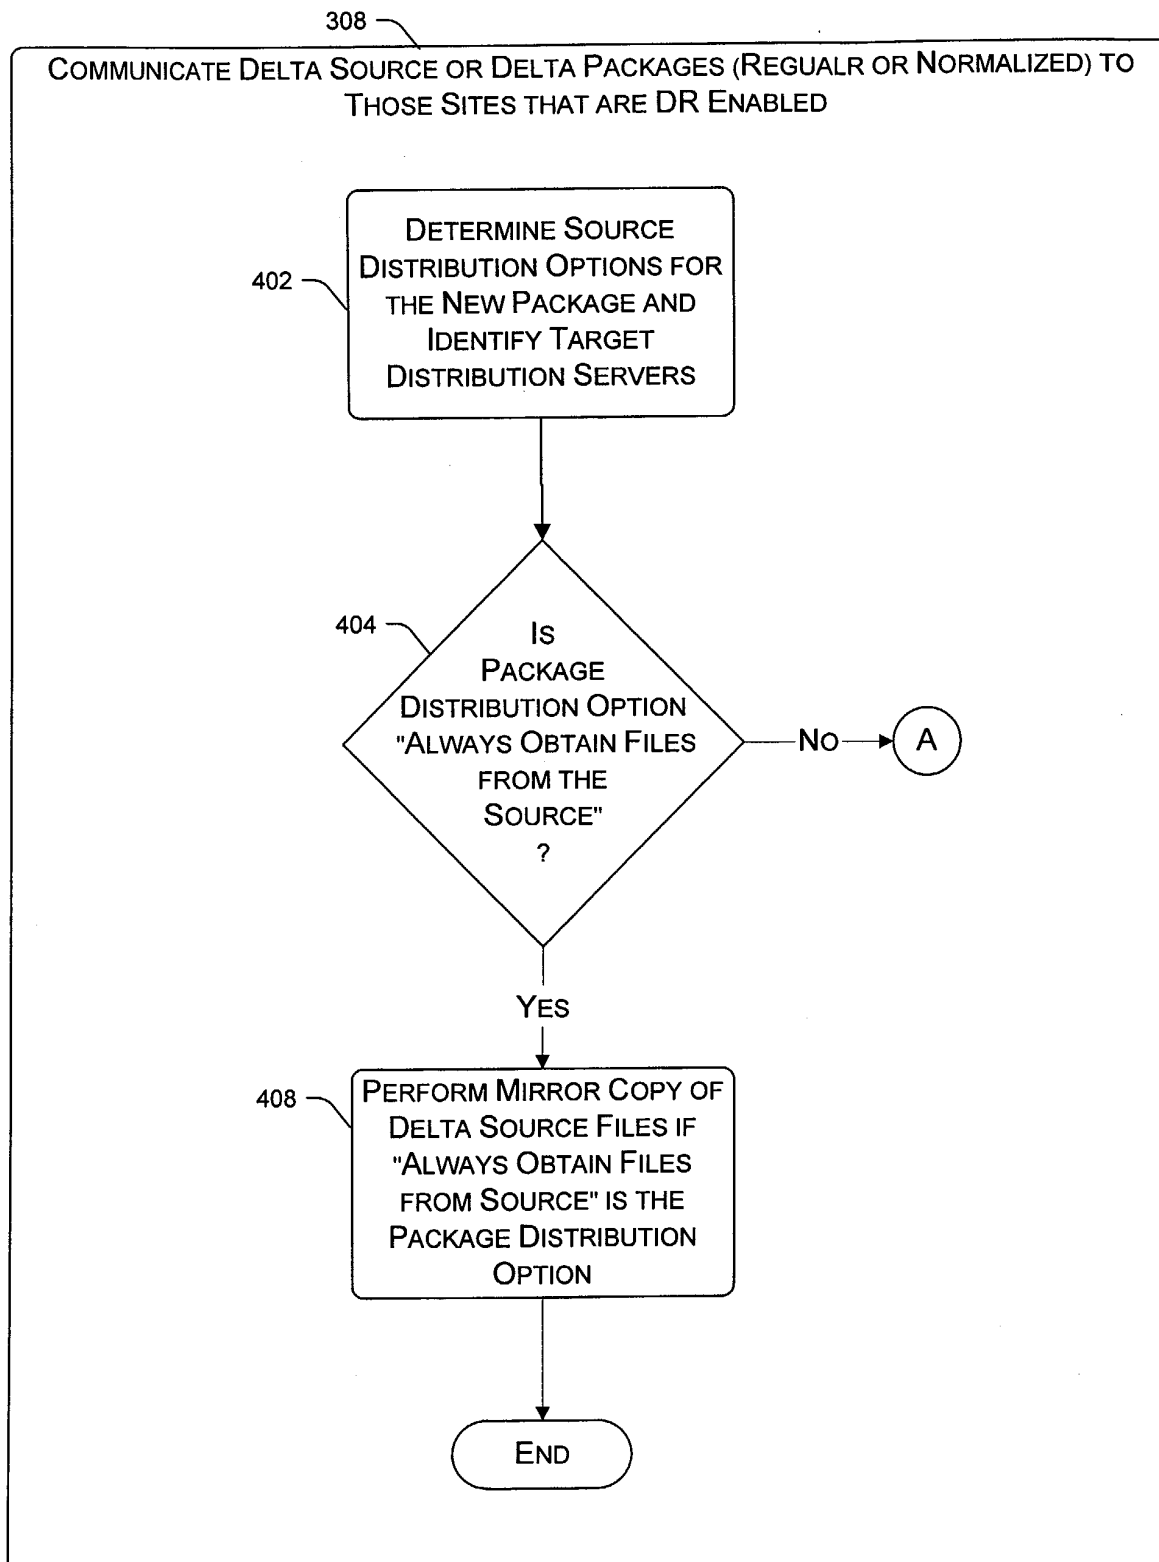 308
COMMUNICATE DELTA SOURCE OR DELTA PACKAGES (REGUALR OR NORMALIZED) TO
THOSE SITES THAT ARE DR ENABLED
402
DETERMINE SOURCE
DISTRIBUTION OPTIONS FOR
THE NEW PACKAGE AND
IDENTIFY TARGET
DISTRIBUTION SERVERS
404
IS
PACKAGE
DISTRIBUTION OPTION
"ALWAYS OBTAIN FILES
FROM THE
SOURCE"
?
NO
A
YES
408
PERFORM MIRROR COPY OF
DELTA SOURCE FILES IF
"ALWAYS OBTAIN FILES
FROM SOURCE" IS THE
PACKAGE DISTRIBUTION
OPTION
END